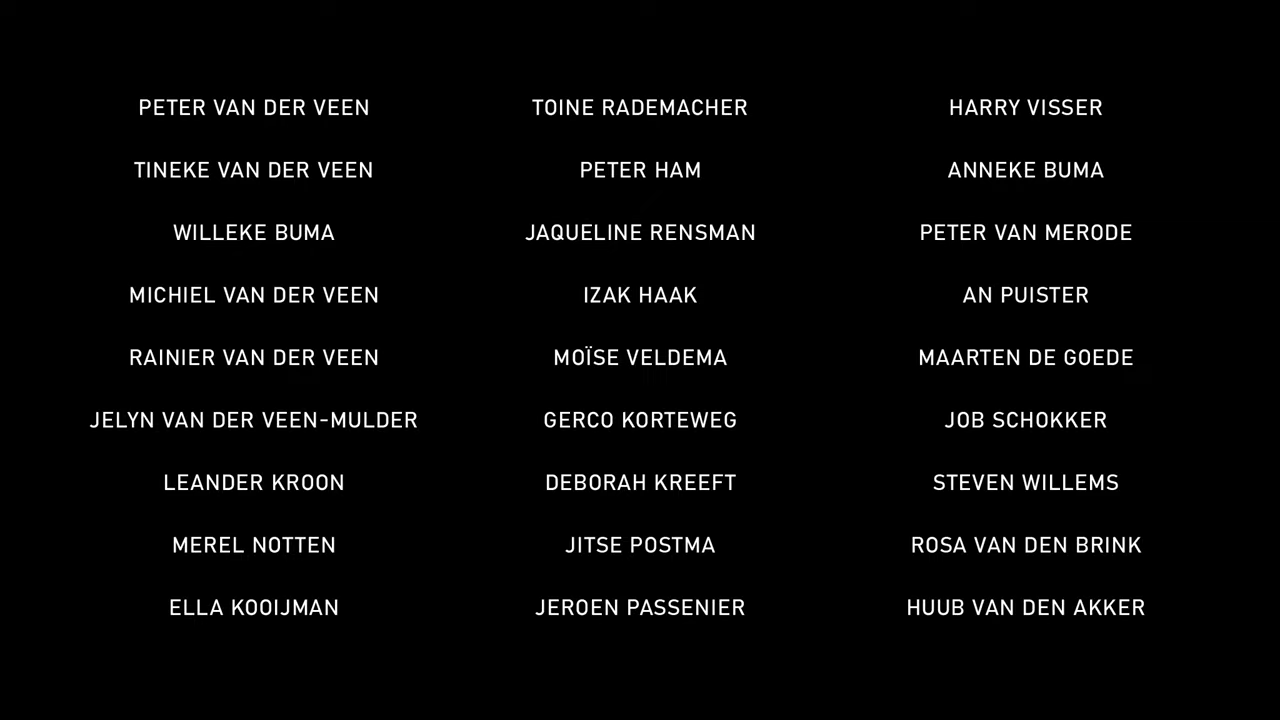 PETER VAN DER VEEN
TINEKE VAN DER VEEN
WILLEKE BUMA
MICHIEL VAN DER VEEN
RAINIER VAN DER VEEN
JELYN VAN DER VEEN-MULDER
LEANDER KROON
MEREL NOTTEN
ELLA KOOIJMAN
TOINE RADEMACHER
PETER HAM
JAQUELINE RENSMAN
IZAK HAAK
MOÏSE VELDEMA
GERCO KORTEWEG
DEBORAH KREEFT
JITSE POSTMA
JEROEN PASSENIER
HARRY VISSER
ANNEKE BUMA
PETER VAN MERODE
AN PUISTER
MAARTEN DE GOEDE
JOB SCHOKKER
STEVEN WILLEMS
ROSA VAN DEN BRINK
HUUB VAN DEN AKKER